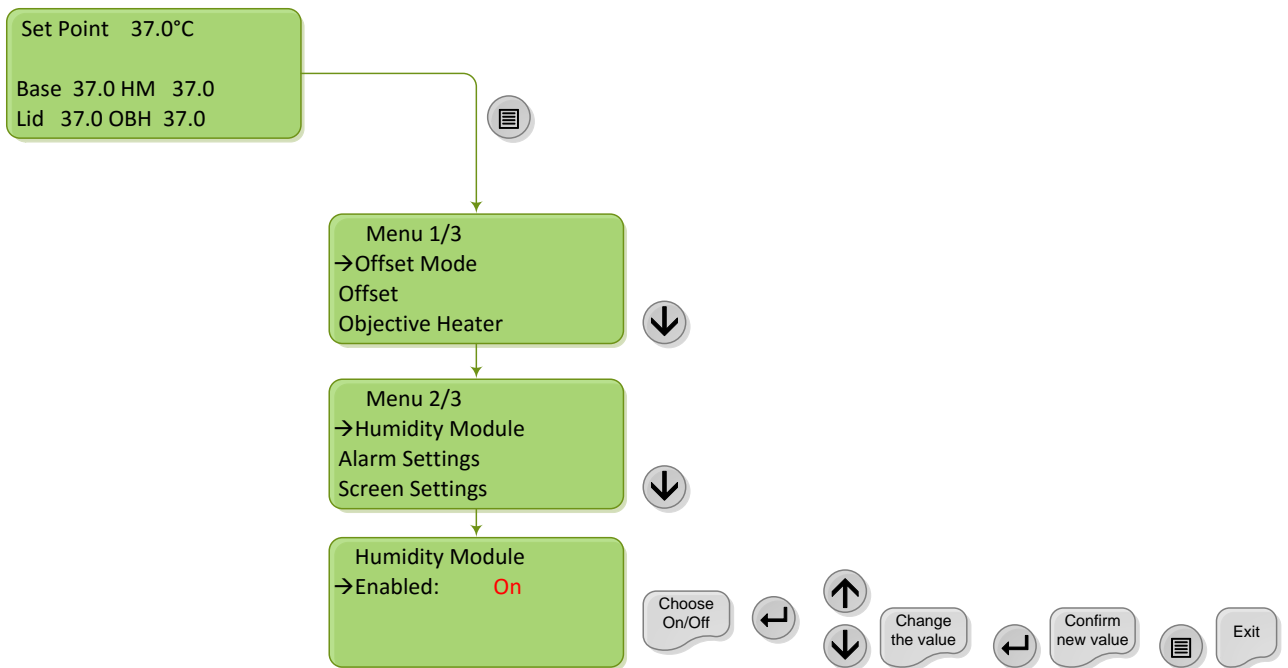 Set Point 37.0°C
Base 37.0 HM 37.0
Lid 37.0 OBH 37.0
Menu 1/3
→Offset Mode
Offset
Objective Heater
Menu 2/3
→Humidity Module
Alarm Settings
Screen Settings
Humidity Module
→Enabled: On
Choose
On/Off
Change
the value
Confirm
new value
Exit